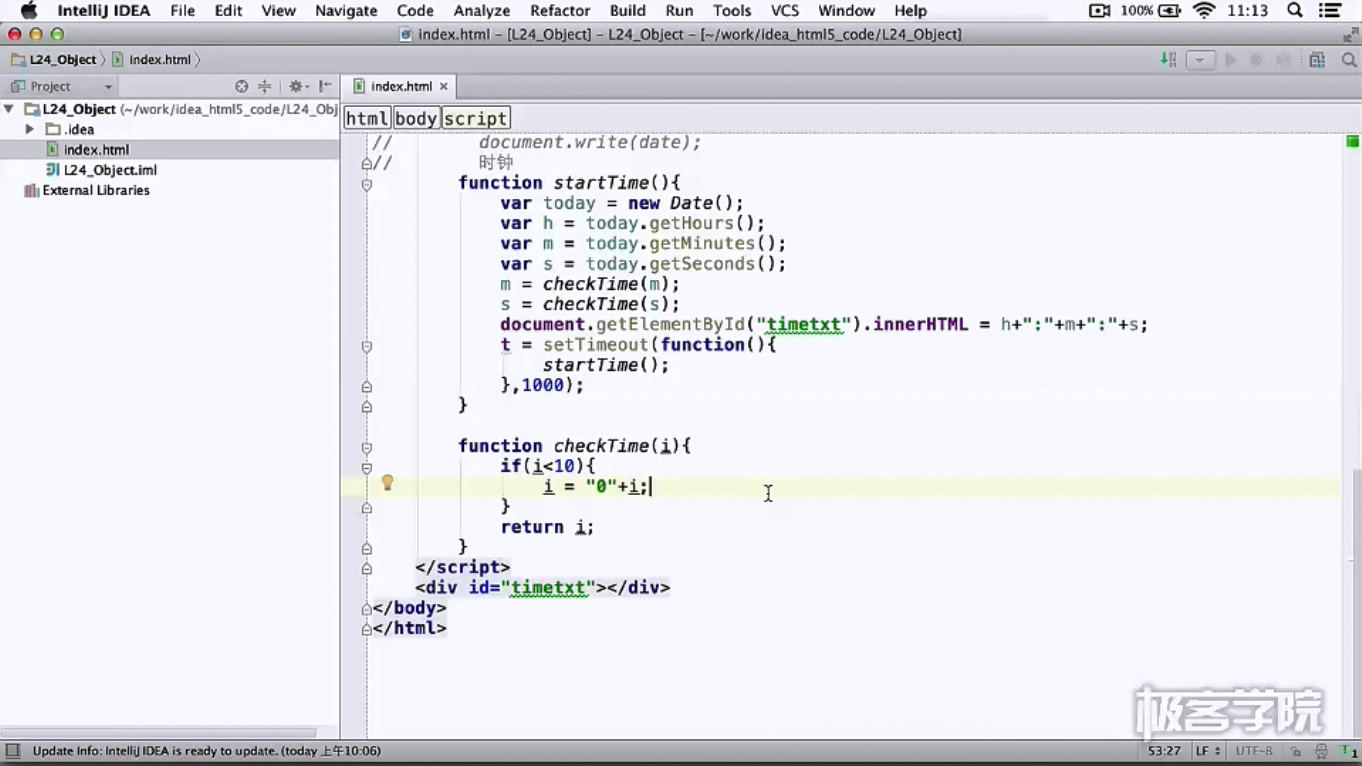 IntelliJ IDEA File Edit View Navigate Code Analyze Refactor Build Run Tools VCS Window Help 100% 11:13
index.html – [L24_Object] – L24_Object – [~/work/idea_html5_code/L24_Object]
L24_Object index.html
Project
index.html
L24_Object (~/work/idea_html5_code/L24_Obj
.idea
index.html
L24_Object.iml
External Libraries
html body script
// document.write(date);
// 时钟
function startTime(){
var today = new Date();
var h = today.getHours();
var m = today.getMinutes();
var s = today.getSeconds();
m = checkTime(m);
s = checkTime(s);
document.getElementById("timetxt").innerHTML = h+":"+m+":"+s;
t = setTimeout(function(){
startTime();
},1000);
}
function checkTime(i){
if(i<10){
i = "0"+i;
}
return i;
}
</script>
<div id="timetxt"></div>
</body>
</html>
极客学院
Update Info: IntelliJ IDEA is ready to update. (today 上午10:06)
53:27 LF UTF-8 1